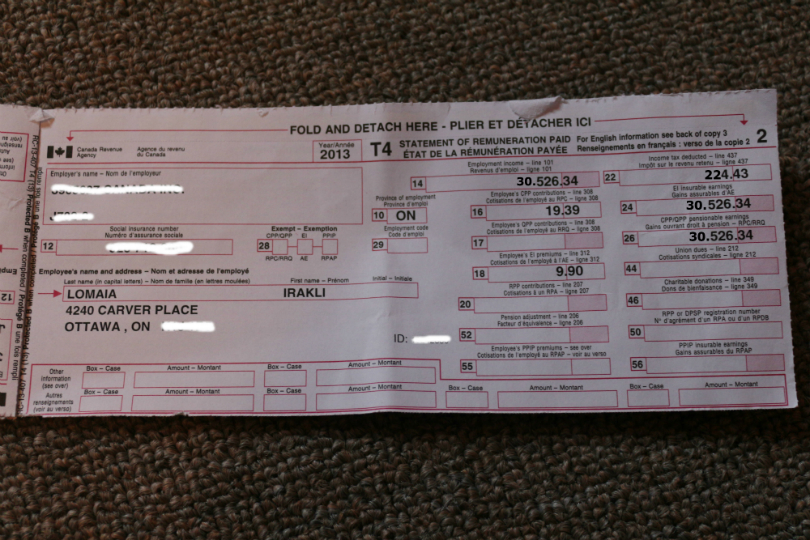 FOLD AND DETACH HERE - PLIER ET DÉTACHER ICI
Canada Revenue Agency
Agence du revenu du Canada
Year/Année
2013
T4
STATEMENT OF REMUNERATION PAID
ÉTAT DE LA RÉMUNÉRATION PAYÉE
For English information see back of copy 3
Renseignements en français : verso de la copie 2
2
Employer's name – Nom de l'employeur
Employment income – line 101
Revenus d'emploi – ligne 101
14 30.526,34
Income tax deducted – line 437
Impôt sur le revenu retenu – ligne 437
22 224.43
Province of employment
Province d'emploi
10 ON
Employee's CPP contributions – line 308
Cotisations de l'employé au RPC – ligne 308
16 19,39
EI insurable earnings
Gains assurables d'AE
24 30.526.34
Social insurance number
Numéro d'assurance sociale
12
Exempt – Exemption
CPP/QPP EI PPIP
28
RPC/RRQ AE RPAP
Employment code
Code d'emploi
29
Employee's QPP contributions – line 308
Cotisations de l'employé au RRQ – ligne 308
17
CPP/QPP pensionable earnings
Gains ouvrant droit à pension – RPC/RRQ
26 30.526.34
Employee's EI premiums – line 312
Cotisations de l'employé à l'AE – ligne 312
18 9,90
Union dues – line 212
Cotisations syndicales – ligne 212
44
Employee's name and address – Nom et adresse de l'employé
Last name (in capital letters) – Nom de famille (en lettres moulées)
First name – Prénom
Initial – Initiale
LOMAIA IRAKLI
4240 CARVER PLACE
OTTAWA , ON
ID:
RPP contributions – line 207
Cotisations à un RPA – ligne 207
20
Charitable donations – line 349
Dons de bienfaisance – ligne 349
46
Pension adjustment – line 206
Facteur d'équivalence – ligne 206
52
RPP or DPSP registration number
N° d'agrément d'un RPA ou d'un RPDB
50
Employee's PPIP premiums – see over
Cotisations de l'employé au RPAP – voir au verso
55
PPIP insurable earnings
Gains assurables du RPAP
56
Other information (see over)
Box – Case Amount – Montant Box – Case Amount – Montant
Autres renseignements (voir au verso)
Box – Case Amount – Montant Box – Case Amount – Montant Box – Case Amount – Montant